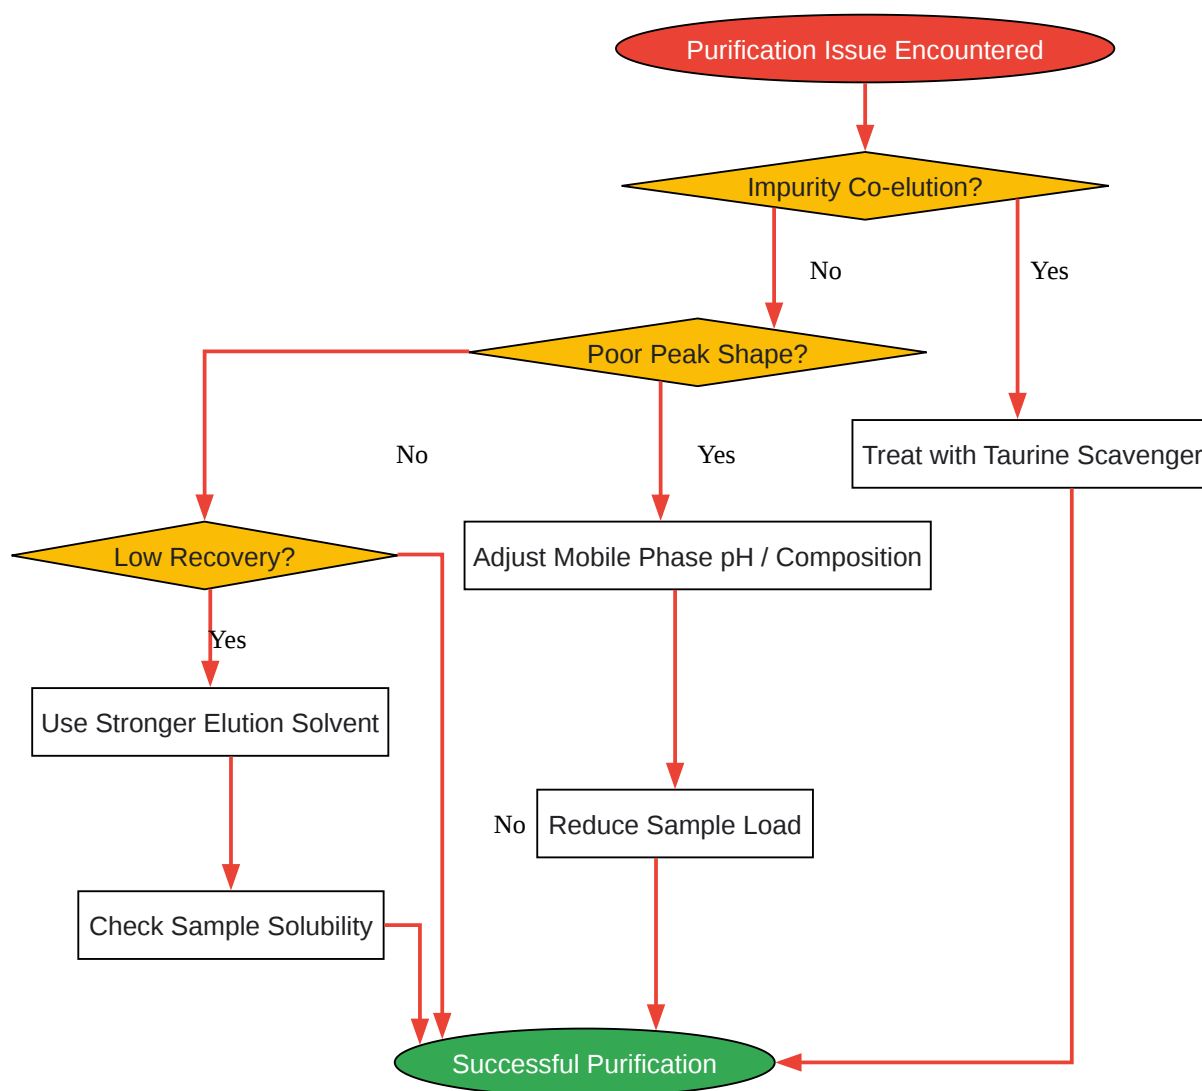 Purification Issue Encountered
Impurity Co-elution?
No
Yes
Poor Peak Shape?
No
Yes
Treat with Taurine Scavenger
Low Recovery?
Adjust Mobile Phase pH / Composition
Yes
Use Stronger Elution Solvent
No
Reduce Sample Load
Check Sample Solubility
Successful Purification